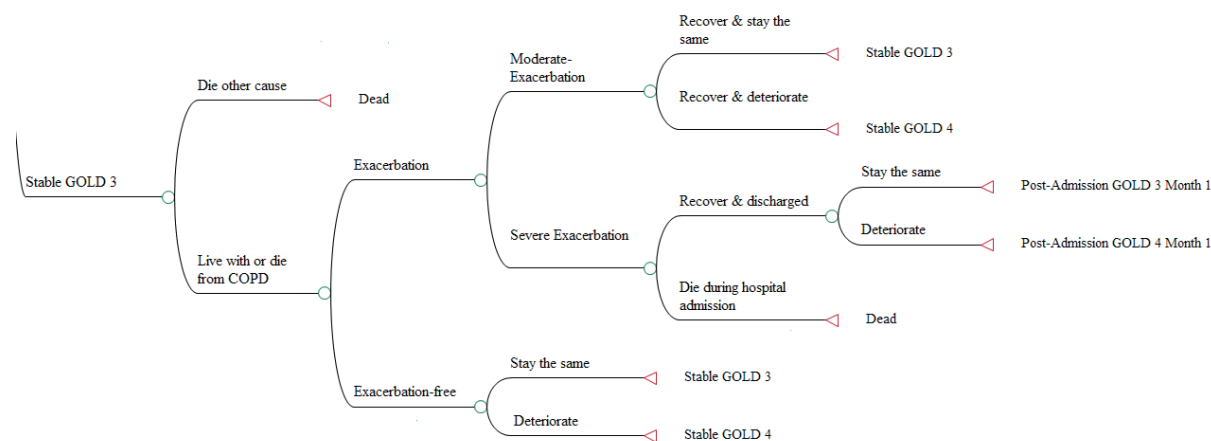 Recover & stay the
same
Stable GOLD 3
Moderate-
Exacerbation
Die other cause
Dead
Recover & deteriorate
Stable GOLD 4
Exacerbation
Stay the same
Post-Admission GOLD 3 Month 1
Stable GOLD 3
Recover & discharged
Severe Exacerbation
Deteriorate
Post-Admission GOLD 4 Month 1
Live with or die
from COPD
Die during hospital
admission
Dead
Stay the same
Stable GOLD 3
Exacerbation-free
Deteriorate
Stable GOLD 4